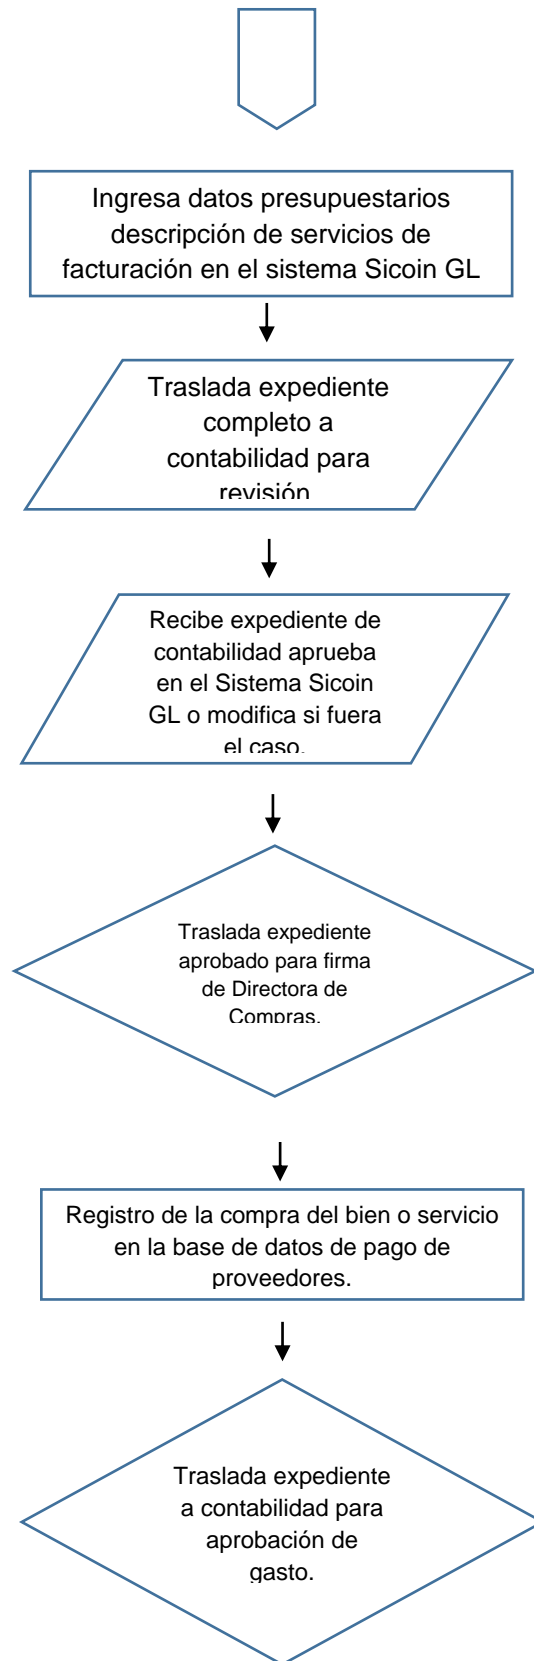 Ingresa datos presupuestarios
descripción de servicios de
facturación en el sistema Sicoin GL
Traslada expediente
completo a
contabilidad para
revisión
Recibe expediente de
contabilidad aprueba
en el Sistema Sicoin
GL o modifica si fuera
el caso.
Traslada expediente
aprobado para firma
de Directora de
Compras.
Registro de la compra del bien o servicio
en la base de datos de pago de
proveedores.
Traslada expediente
a contabilidad para
aprobación de
gasto.